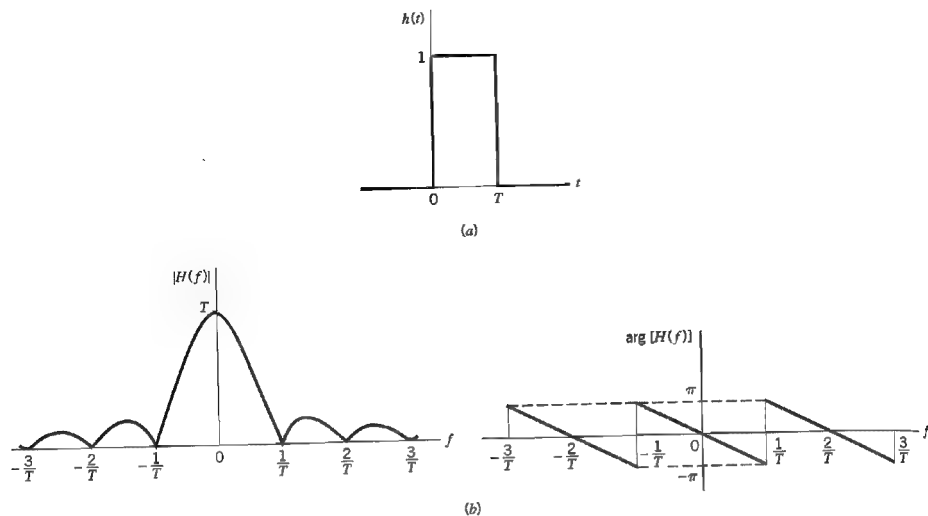 h(t)
1
0 T t
(a)
|H(f)|
T
-3/T -2/T -1/T 0 1/T 2/T 3/T f
arg [H(f)]
π
-3/T -2/T -1/T 0 1/T 2/T 3/T f
-π
(b)